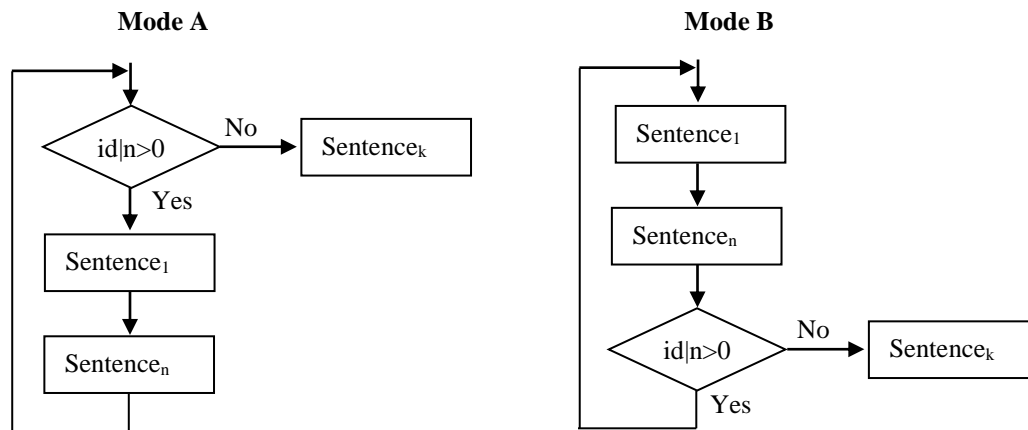 Mode A
id|n>0
No
Sentenceₖ
Yes
Sentence₁
Sentenceₙ
Mode B
Sentence₁
Sentenceₙ
id|n>0
No
Sentenceₖ
Yes